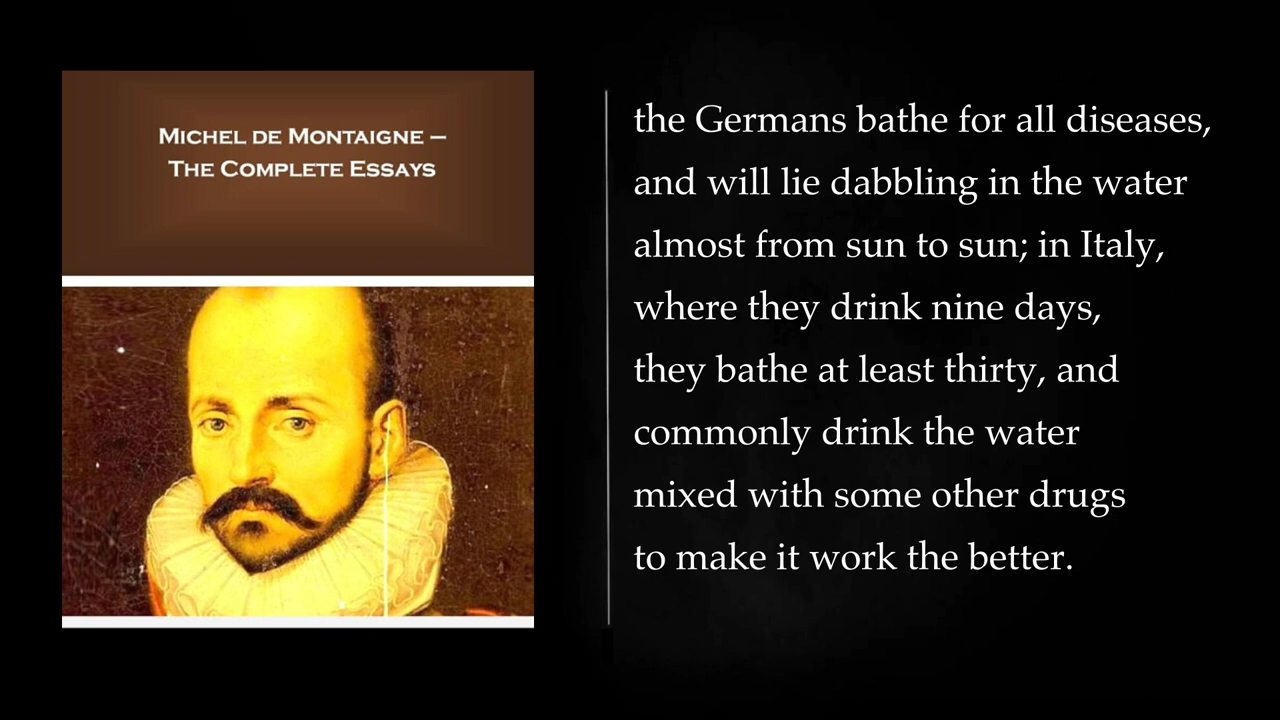 MICHEL DE MONTAIGNE –
THE COMPLETE ESSAYS
the Germans bathe for all diseases,
and will lie dabbling in the water
almost from sun to sun; in Italy,
where they drink nine days,
they bathe at least thirty, and
commonly drink the water
mixed with some other drugs
to make it work the better.